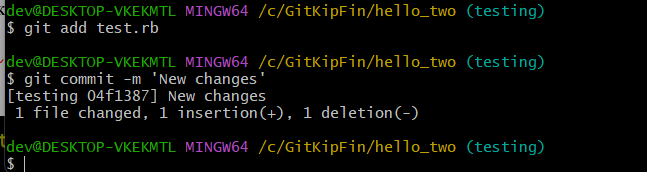 dev@DESKTOP-VKEKMTL MINGW64 /c/GitKipFin/hello_two (testing)
$ git add test.rb
dev@DESKTOP-VKEKMTL MINGW64 /c/GitKipFin/hello_two (testing)
$ git commit -m 'New changes'
[testing 04f1387] New changes
 1 file changed, 1 insertion(+), 1 deletion(-)
dev@DESKTOP-VKEKMTL MINGW64 /c/GitKipFin/hello_two (testing)
$